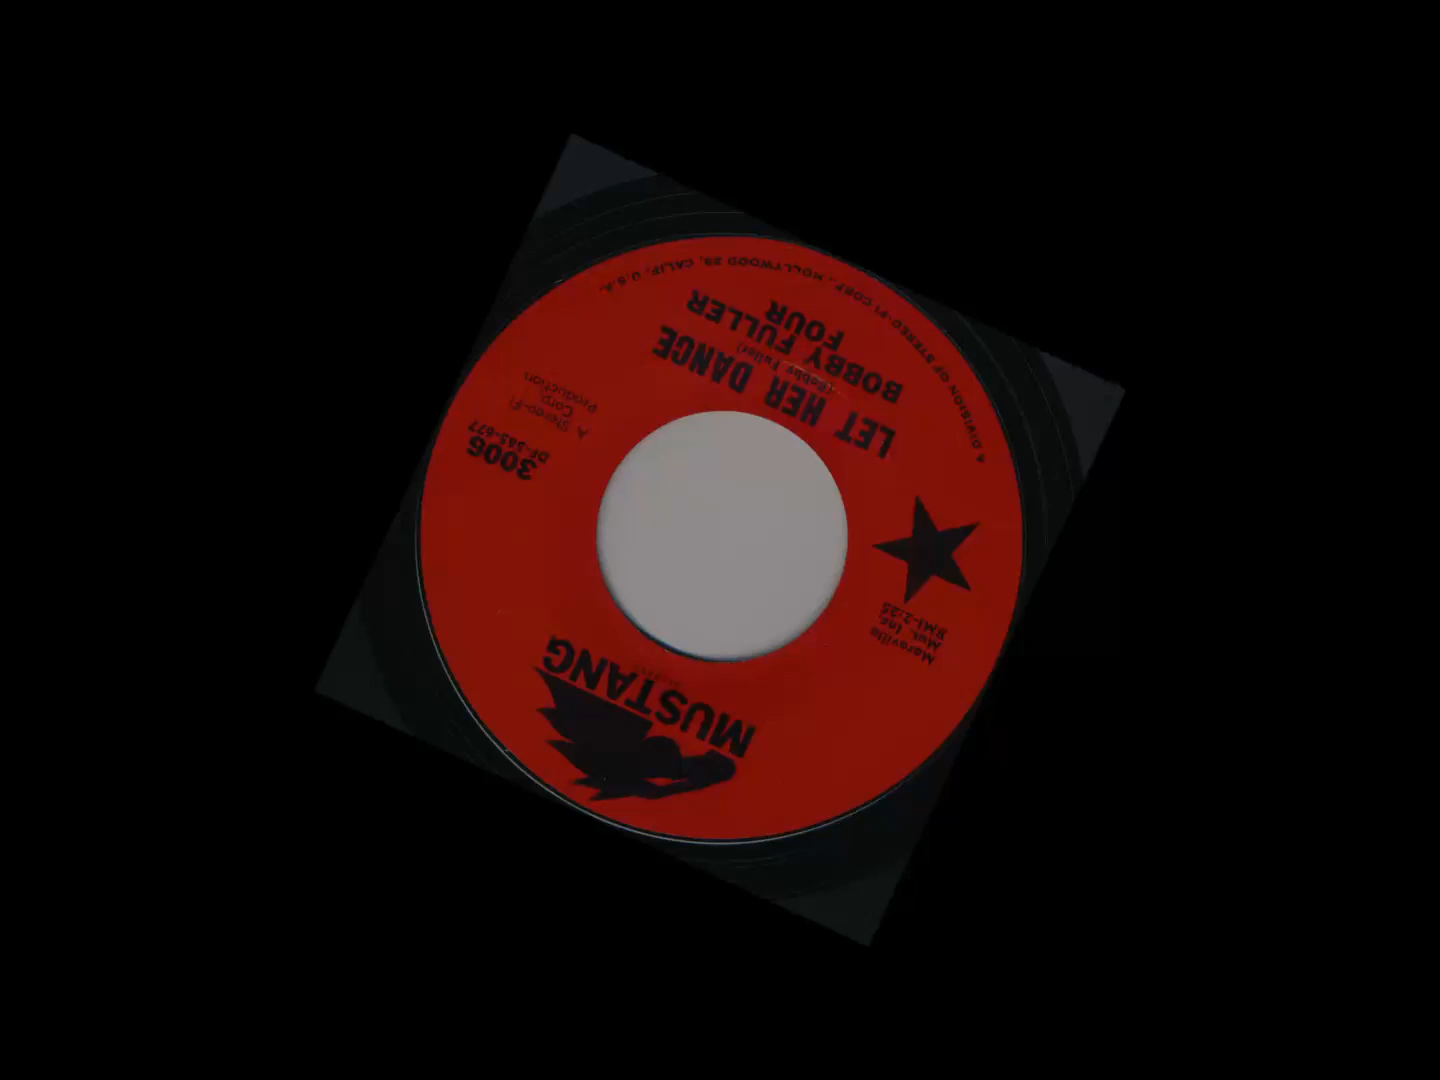 MUSTANG
Maravilla
Mus. Inc.
BMI-2:25
3006
DF-365-677
A Stereo-Fi
Corp.
Production
LET HER DANCE
(Bobby Fuller)
BOBBY FULLER
FOUR
A DIVISION OF STEREO-FI CORP., HOLLYWOOD 28, CALIF. U.S.A.